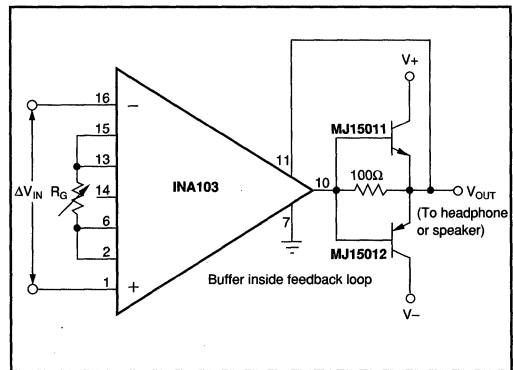 V+
16
−
15
MJ15011
13
11
100Ω
ΔV_IN
R_G
14
INA103
10
V_OUT
(To headphone
or speaker)
6
7
2
MJ15012
1
+
Buffer inside feedback loop
V−